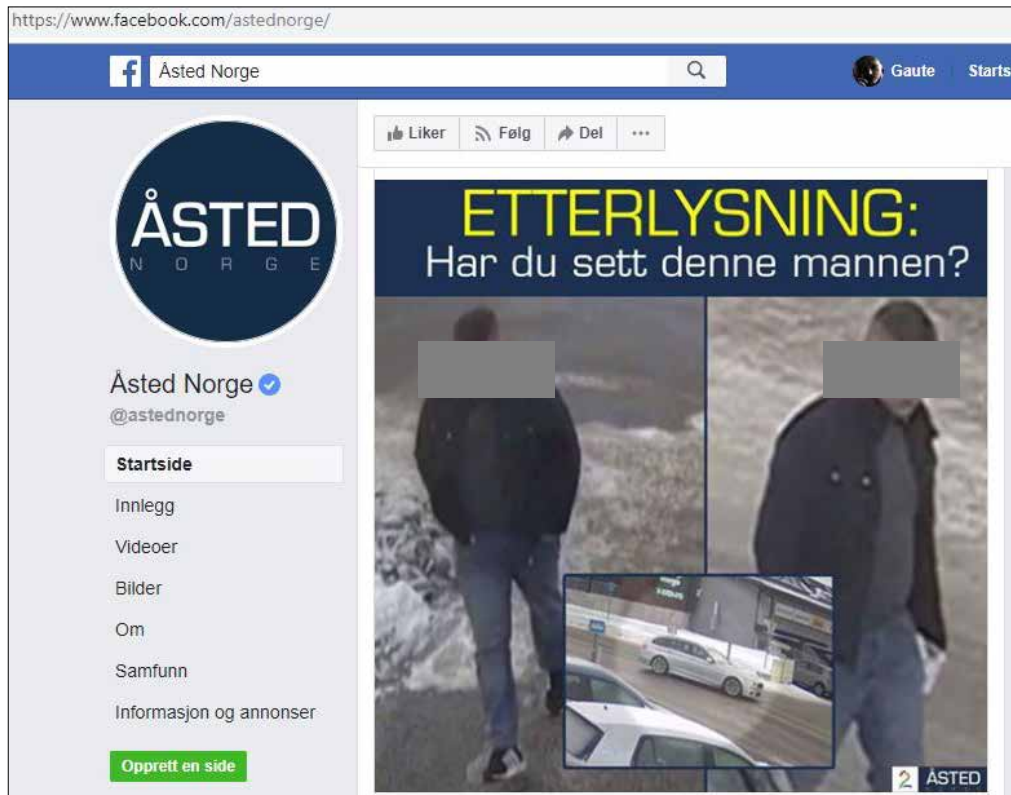 https://www.facebook.com/astednorge/
Åsted Norge
Gaute
Starts
ÅSTED
NORGE
Liker
Følg
Del
ETTERLYSNING:
Har du sett denne mannen?
Åsted Norge
@astednorge
Startside
Innlegg
Videoer
Bilder
Om
Samfunn
Informasjon og annonser
Opprett en side
2 ÅSTED